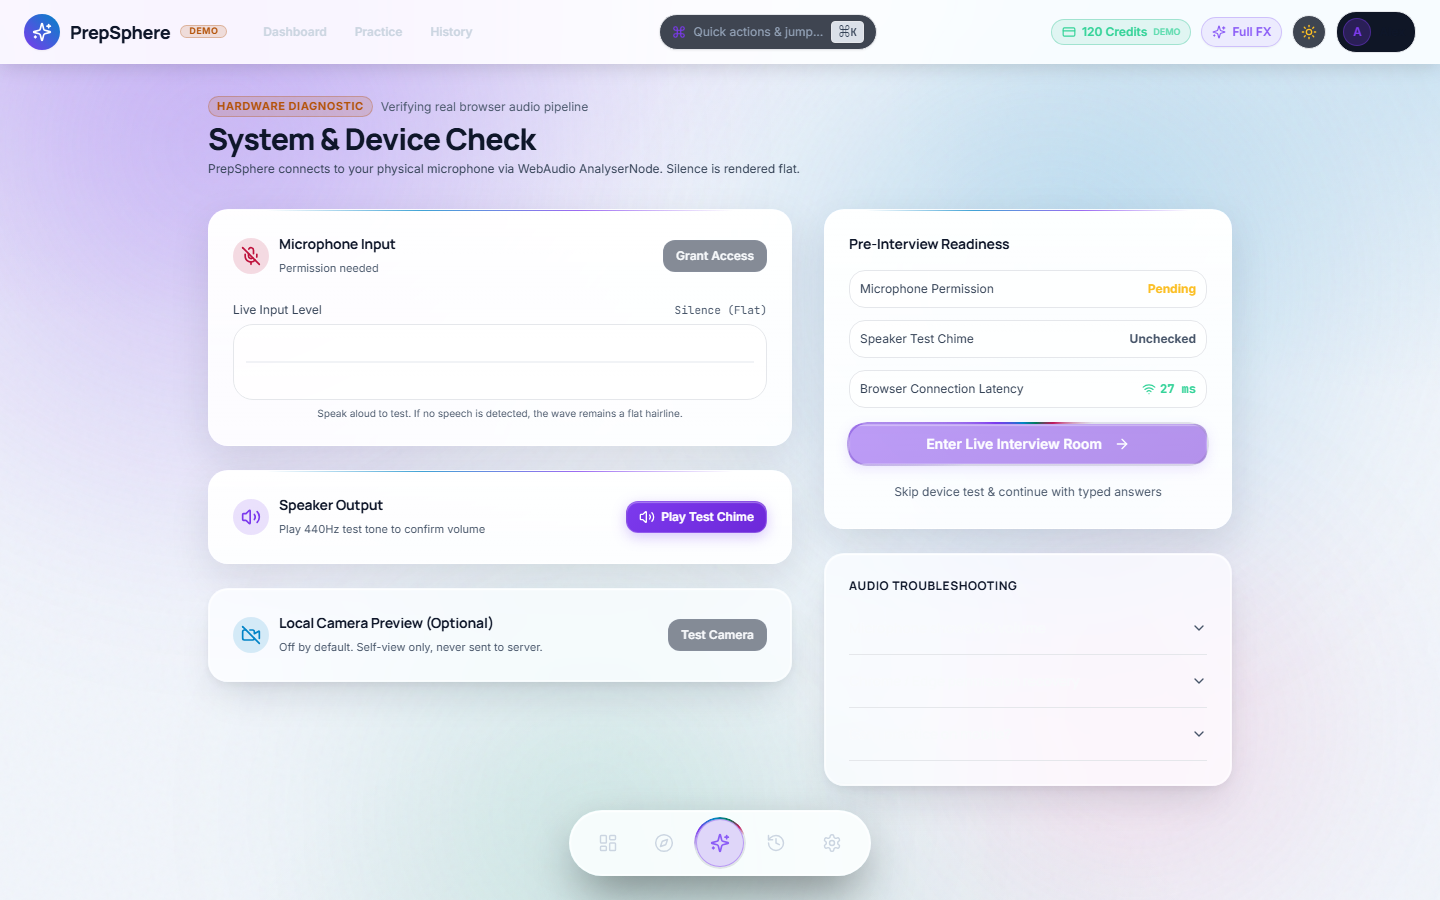 PrepSphere DEMO Dashboard Practice History Quick actions & jump... ⌘K 120 Credits DEMO Full FX A
HARDWARE DIAGNOSTIC Verifying real browser audio pipeline
System & Device Check
PrepSphere connects to your physical microphone via WebAudio AnalyserNode. Silence is rendered flat.
Microphone Input
Permission needed
Grant Access
Live Input Level Silence (Flat)
Speak aloud to test. If no speech is detected, the wave remains a flat hairline.
Speaker Output
Play 440Hz test tone to confirm volume
Play Test Chime
Local Camera Preview (Optional)
Off by default. Self-view only, never sent to server.
Test Camera
Pre-Interview Readiness
Microphone Permission Pending
Speaker Test Chime Unchecked
Browser Connection Latency 27 ms
Enter Live Interview Room
Skip device test & continue with typed answers
AUDIO TROUBLESHOOTING